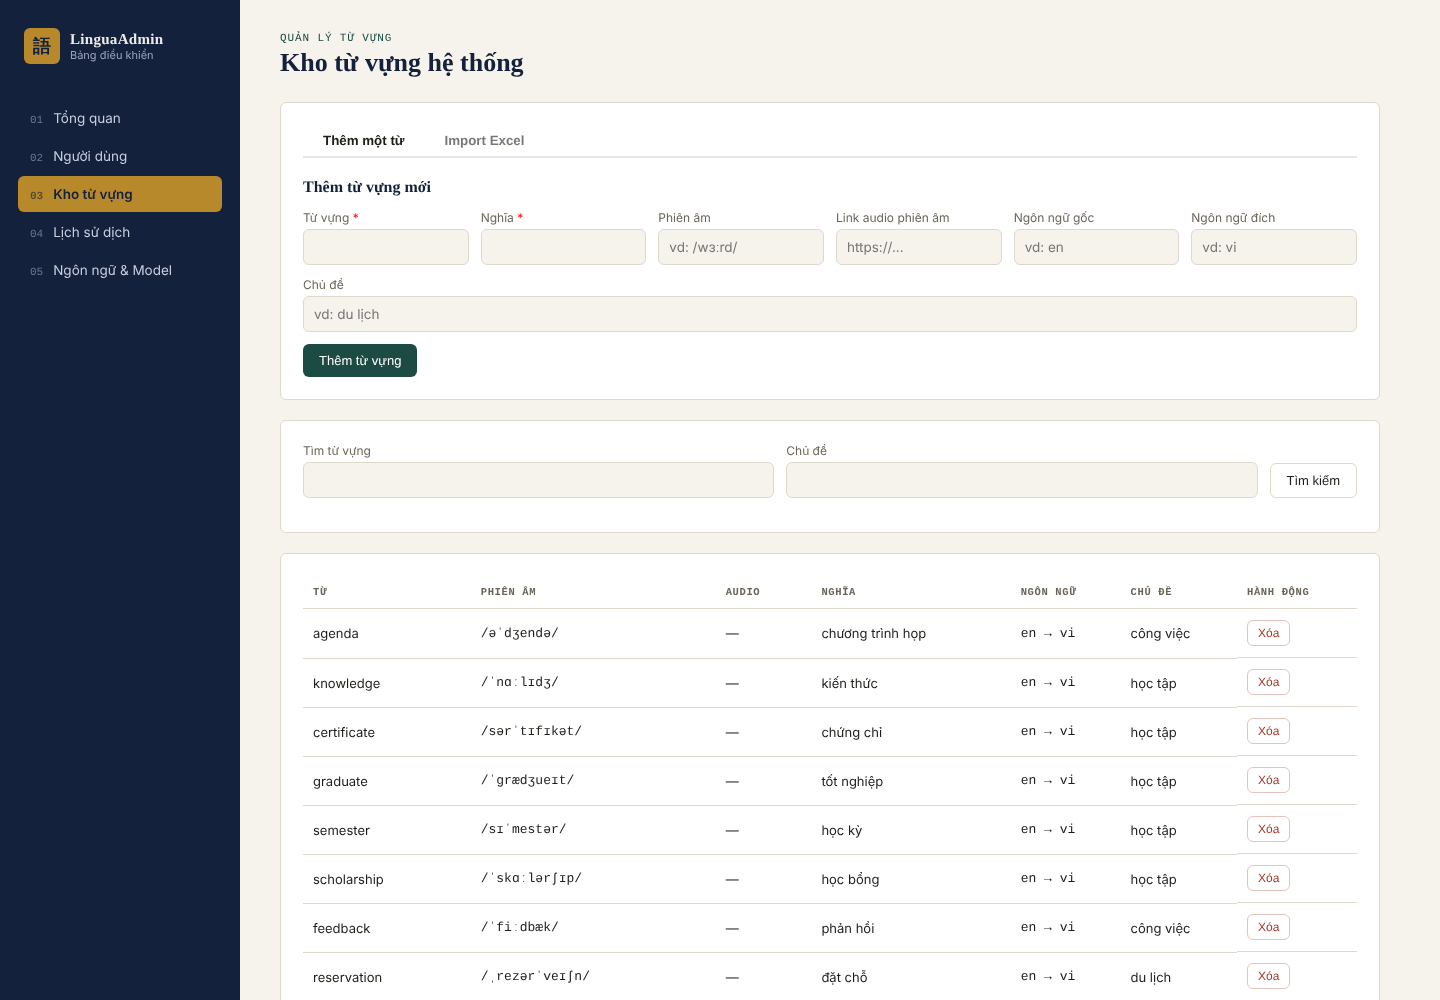 語
LinguaAdmin
Bảng điều khiển
01 Tổng quan
02 Người dùng
03 Kho từ vựng
04 Lịch sử dịch
05 Ngôn ngữ & Model
QUẢN LÝ TỪ VỰNG
Kho từ vựng hệ thống
Thêm một từ Import Excel
Thêm từ vựng mới
Từ vựng * Nghĩa * Phiên âm Link audio phiên âm Ngôn ngữ gốc Ngôn ngữ đích
vd: /wɜːrd/ https://... vd: en vd: vi
Chủ đề
vd: du lịch
Thêm từ vựng
Tìm từ vựng Chủ đề
Tìm kiếm
TỪ PHIÊN ÂM AUDIO NGHĨA NGÔN NGỮ CHỦ ĐỀ HÀNH ĐỘNG
agenda /əˈdʒendə/ — chương trình họp en → vi công việc Xóa
knowledge /ˈnɑːlɪdʒ/ — kiến thức en → vi học tập Xóa
certificate /sərˈtɪfɪkət/ — chứng chỉ en → vi học tập Xóa
graduate /ˈɡrædʒueɪt/ — tốt nghiệp en → vi học tập Xóa
semester /sɪˈmestər/ — học kỳ en → vi học tập Xóa
scholarship /ˈskɑːlərʃɪp/ — học bổng en → vi học tập Xóa
feedback /ˈfiːdbæk/ — phản hồi en → vi công việc Xóa
reservation /ˌrezərˈveɪʃn/ — đặt chỗ en → vi du lịch Xóa